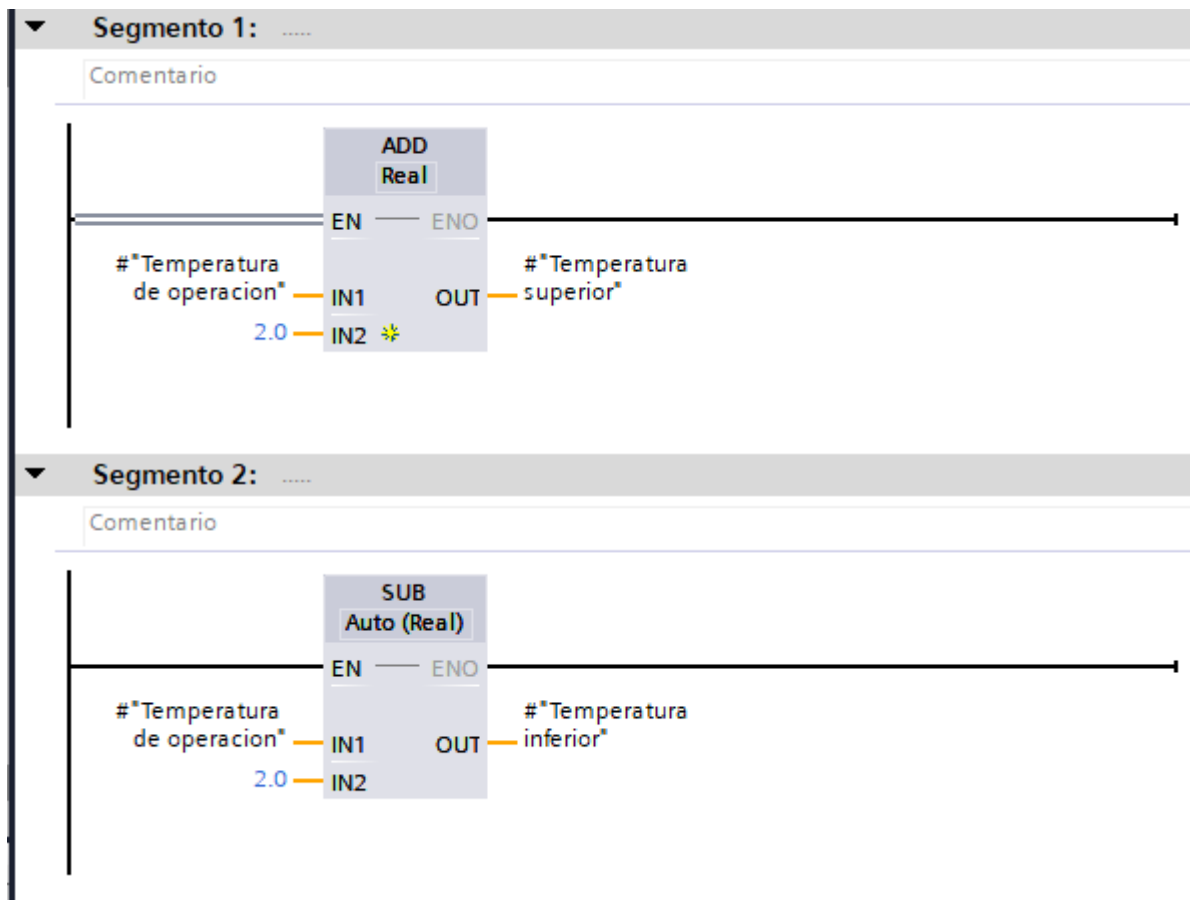 Segmento 1: .....
Comentario
ADD
Real
EN ENO
#"Temperatura
de operacion" IN1
#"Temperatura
OUT superior"
2.0 IN2
Segmento 2: .....
Comentario
SUB
Auto (Real)
EN ENO
#"Temperatura
de operacion" IN1
#"Temperatura
OUT inferior"
2.0 IN2